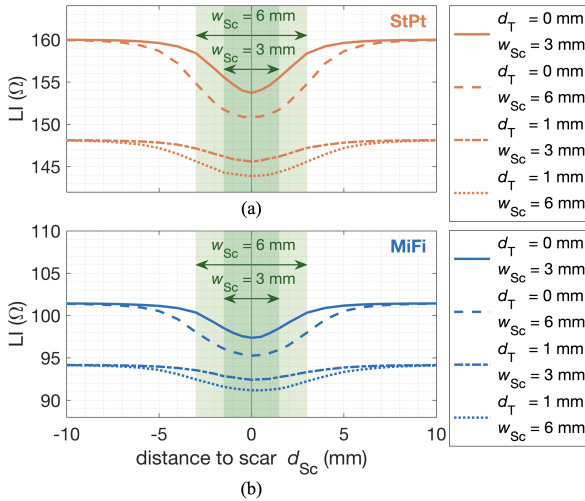 w_Sc = 6 mm
StPt
w_Sc = 3 mm
160
155
150
145
LI (Ω)
(a)
d_T = 0 mm
w_Sc = 3 mm
d_T = 0 mm
w_Sc = 6 mm
d_T = 1 mm
w_Sc = 3 mm
d_T = 1 mm
w_Sc = 6 mm
w_Sc = 6 mm
MiFi
w_Sc = 3 mm
110
105
100
95
90
LI (Ω)
-10 -5 0 5 10
distance to scar d_Sc (mm)
(b)
d_T = 0 mm
w_Sc = 3 mm
d_T = 0 mm
w_Sc = 6 mm
d_T = 1 mm
w_Sc = 3 mm
d_T = 1 mm
w_Sc = 6 mm